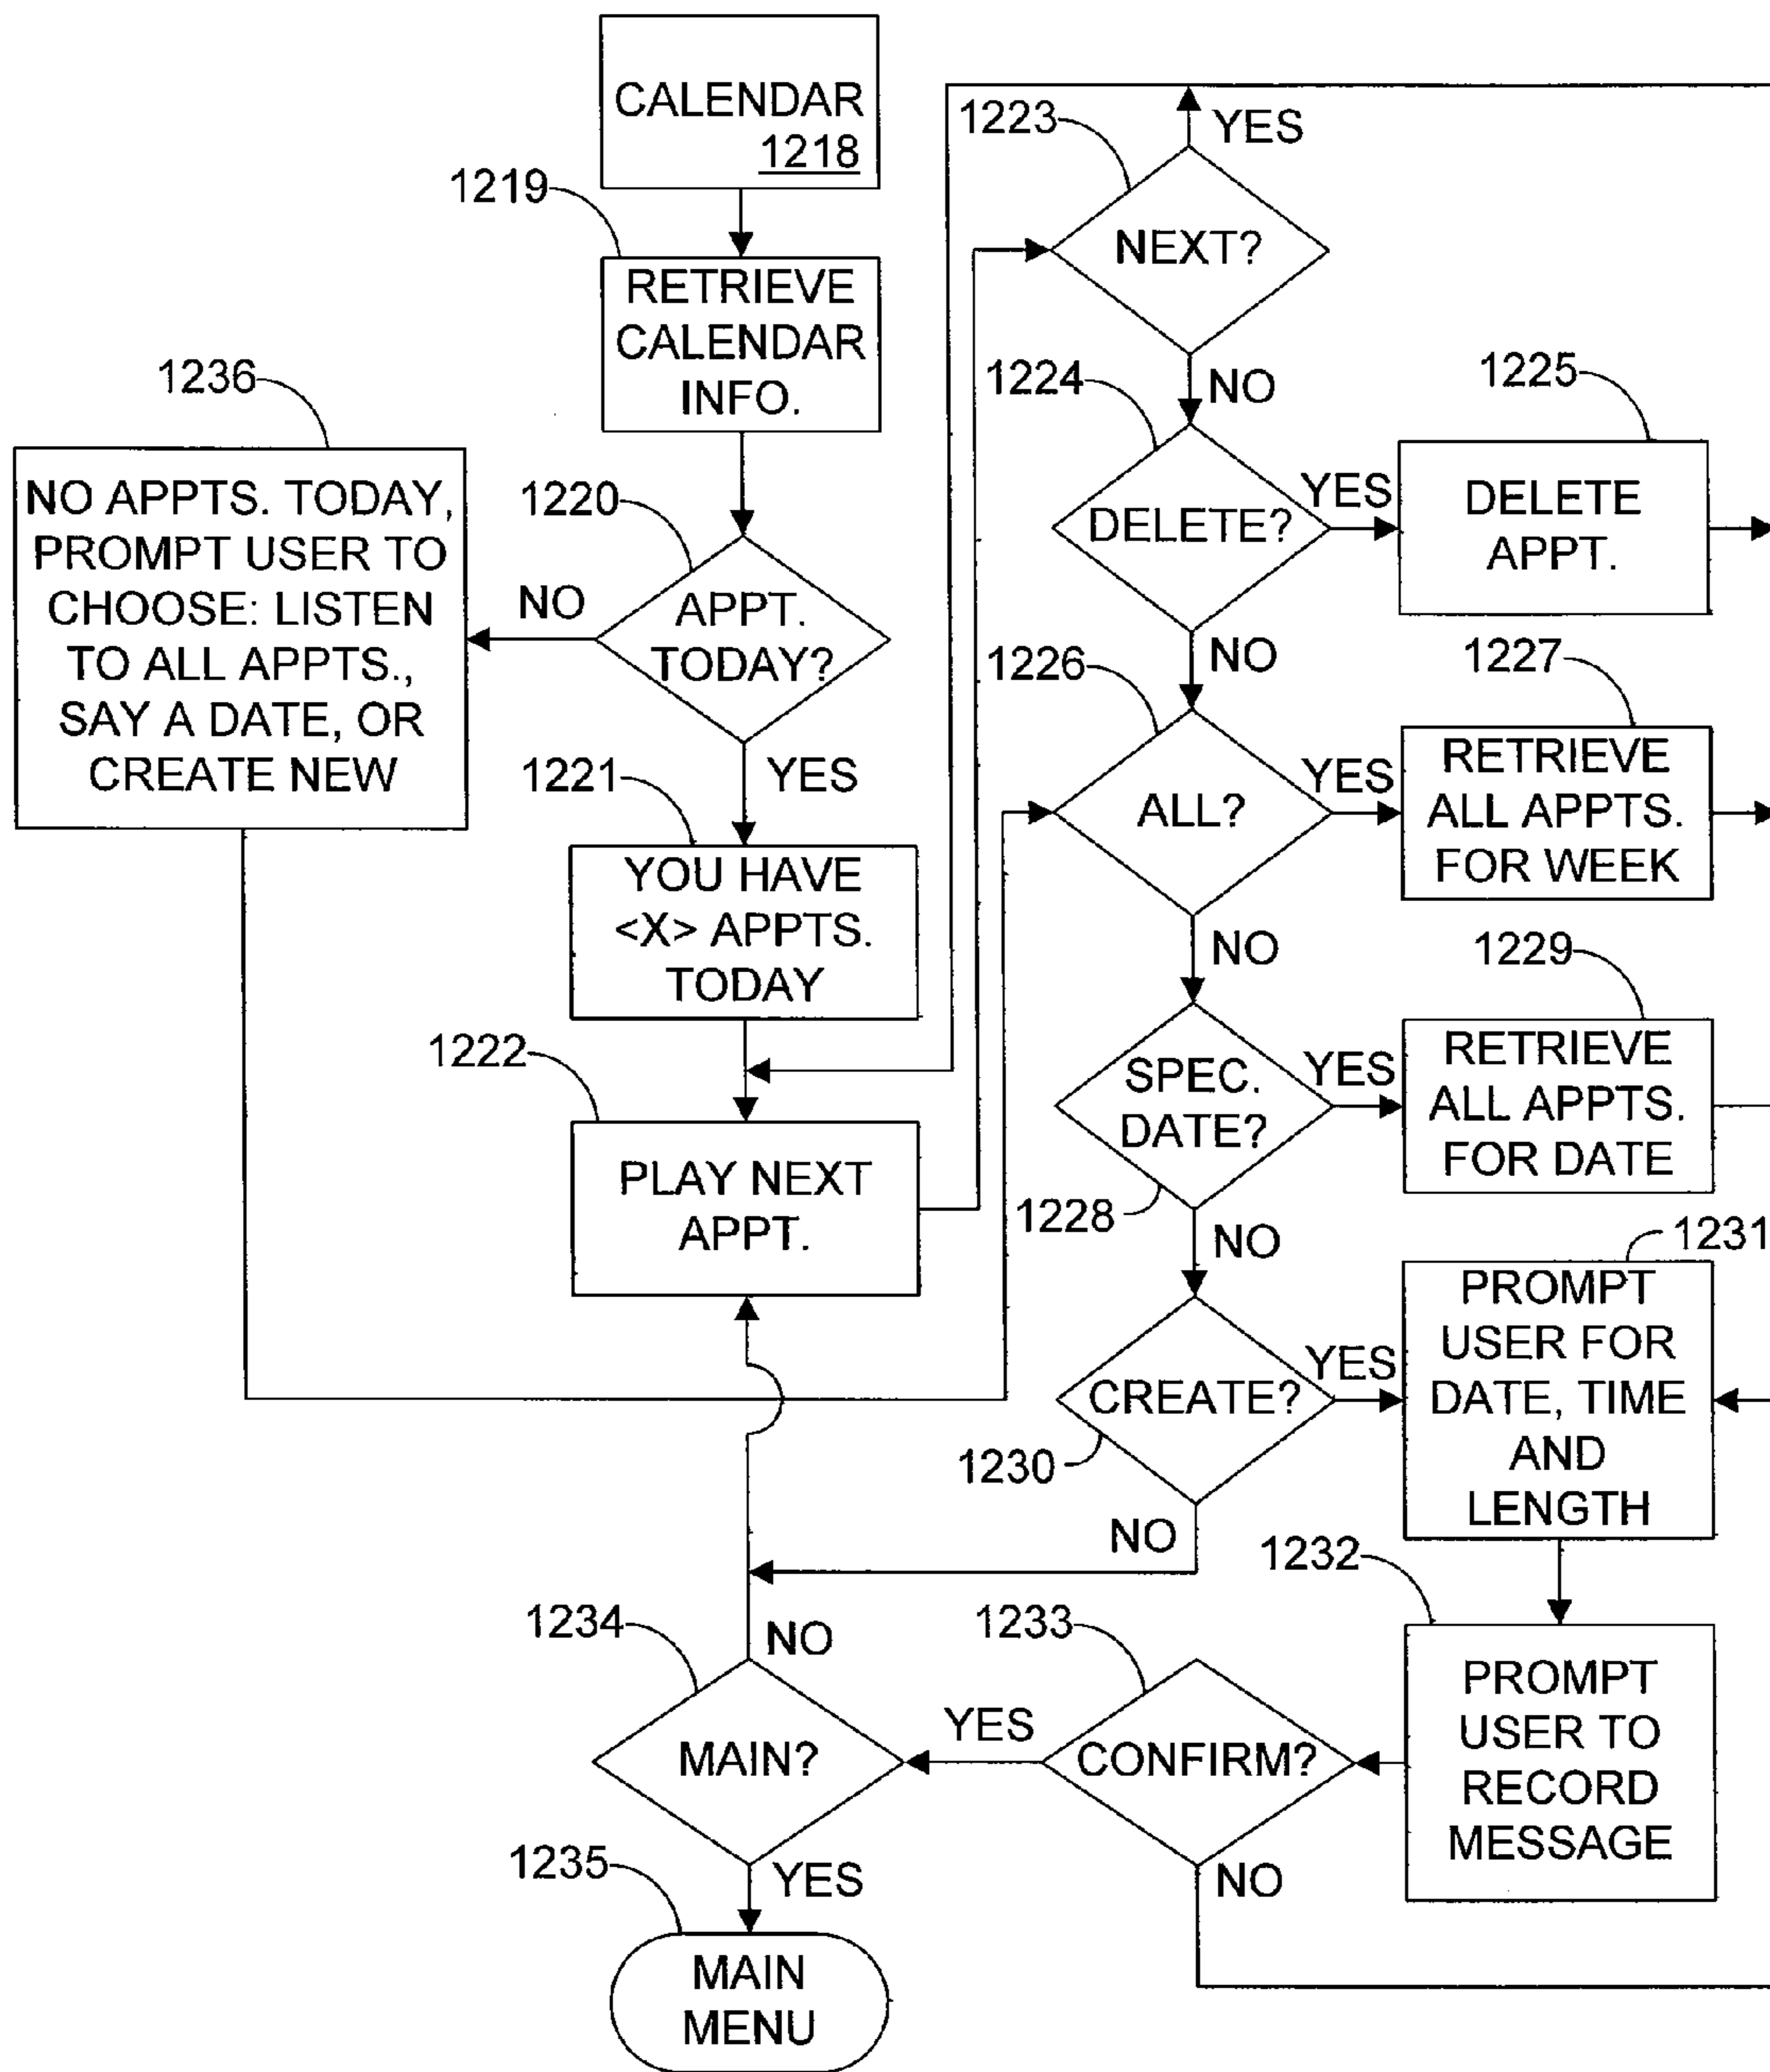 CALENDAR
1218
1219
RETRIEVE
CALENDAR
INFO.
1236
NO APPTS. TODAY,
PROMPT USER TO
CHOOSE: LISTEN
TO ALL APPTS.,
SAY A DATE, OR
CREATE NEW
1220
NO
APPT.
TODAY?
YES
1221
YOU HAVE
<X> APPTS.
TODAY
1222
PLAY NEXT
APPT.
1223
YES
NEXT?
NO
1224
DELETE?
YES
1225
DELETE
APPT.
NO
1226
ALL?
YES
1227
RETRIEVE
ALL APPTS.
FOR WEEK
NO
SPEC.
DATE?
1228
YES
1229
RETRIEVE
ALL APPTS.
FOR DATE
NO
CREATE?
1230
YES
1231
PROMPT
USER FOR
DATE, TIME
AND
LENGTH
NO
1232
PROMPT
USER TO
RECORD
MESSAGE
1233
CONFIRM?
YES
NO
1234
NO
MAIN?
YES
1235
MAIN
MENU